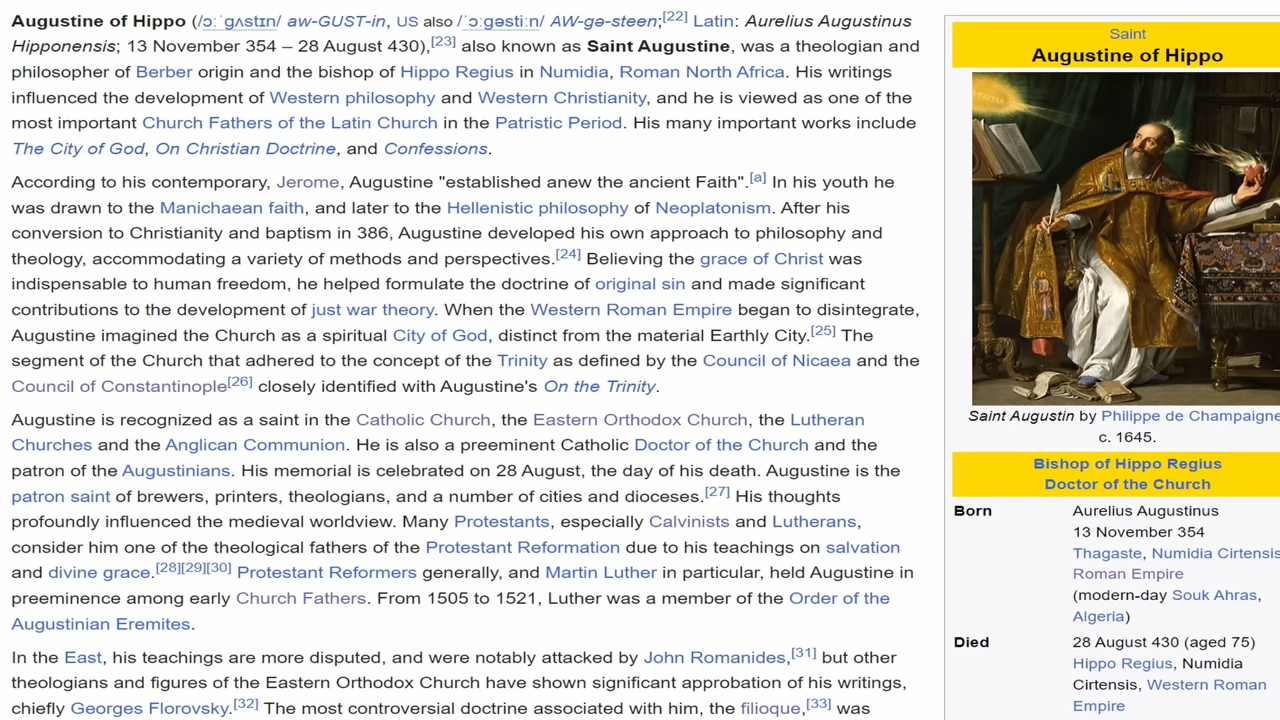 Augustine of Hippo (/ɔːˈɡʌstɪn/ aw-GUST-in, US also /ˈɔːɡəstiːn/ AW-gə-steen;[22] Latin: Aurelius Augustinus
Hipponensis; 13 November 354 – 28 August 430),[23] also known as Saint Augustine, was a theologian and
philosopher of Berber origin and the bishop of Hippo Regius in Numidia, Roman North Africa. His writings
influenced the development of Western philosophy and Western Christianity, and he is viewed as one of the
most important Church Fathers of the Latin Church in the Patristic Period. His many important works include
The City of God, On Christian Doctrine, and Confessions.
According to his contemporary, Jerome, Augustine "established anew the ancient Faith".[a] In his youth he
was drawn to the Manichaean faith, and later to the Hellenistic philosophy of Neoplatonism. After his
conversion to Christianity and baptism in 386, Augustine developed his own approach to philosophy and
theology, accommodating a variety of methods and perspectives.[24] Believing the grace of Christ was
indispensable to human freedom, he helped formulate the doctrine of original sin and made significant
contributions to the development of just war theory. When the Western Roman Empire began to disintegrate,
Augustine imagined the Church as a spiritual City of God, distinct from the material Earthly City.[25] The
segment of the Church that adhered to the concept of the Trinity as defined by the Council of Nicaea and the
Council of Constantinople[26] closely identified with Augustine's On the Trinity.
Augustine is recognized as a saint in the Catholic Church, the Eastern Orthodox Church, the Lutheran
Churches and the Anglican Communion. He is also a preeminent Catholic Doctor of the Church and the
patron of the Augustinians. His memorial is celebrated on 28 August, the day of his death. Augustine is the
patron saint of brewers, printers, theologians, and a number of cities and dioceses.[27] His thoughts
profoundly influenced the medieval worldview. Many Protestants, especially Calvinists and Lutherans,
consider him one of the theological fathers of the Protestant Reformation due to his teachings on salvation
and divine grace.[28][29][30] Protestant Reformers generally, and Martin Luther in particular, held Augustine in
preeminence among early Church Fathers. From 1505 to 1521, Luther was a member of the Order of the
Augustinian Eremites.
In the East, his teachings are more disputed, and were notably attacked by John Romanides,[31] but other
theologians and figures of the Eastern Orthodox Church have shown significant approbation of his writings,
chiefly Georges Florovsky.[32] The most controversial doctrine associated with him, the filioque,[33] was
Saint
Augustine of Hippo
VERITAS
Saint Augustin by Philippe de Champaigne
c. 1645.
Bishop of Hippo Regius
Doctor of the Church
Born Aurelius Augustinus
13 November 354
Thagaste, Numidia Cirtensis
Roman Empire
(modern-day Souk Ahras,
Algeria)
Died 28 August 430 (aged 75)
Hippo Regius, Numidia
Cirtensis, Western Roman
Empire